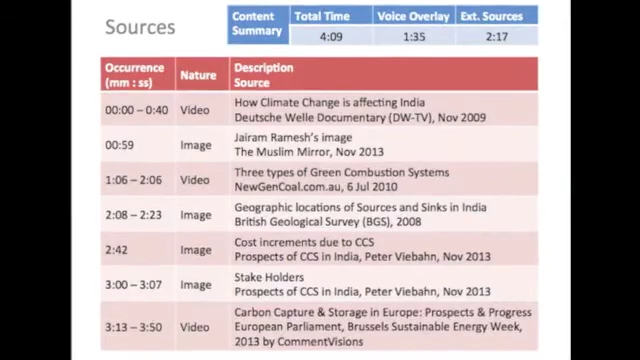 Sources
Content Summary Total Time Voice Overlay Ext. Sources
4:09 1:35 2:17
Occurrence (mm : ss) Nature Description Source
00:00 – 0:40 Video How Climate Change is affecting India
Deutsche Welle Documentary (DW-TV), Nov 2009
00:59 Image Jairam Ramesh's image
The Muslim Mirror, Nov 2013
1:06 – 2:06 Video Three types of Green Combustion Systems
NewGenCoal.com.au, 6 Jul 2010
2:08 – 2:23 Image Geographic locations of Sources and Sinks in India
British Geological Survey (BGS), 2008
2:42 Image Cost increments due to CCS
Prospects of CCS in India, Peter Viebahn, Nov 2013
3:00 – 3:07 Image Stake Holders
Prospects of CCS in India, Peter Viebahn, Nov 2013
3:13 – 3:50 Video Carbon Capture & Storage in Europe: Prospects & Progress
European Parliament, Brussels Sustainable Energy Week,
2013 by CommentVisions